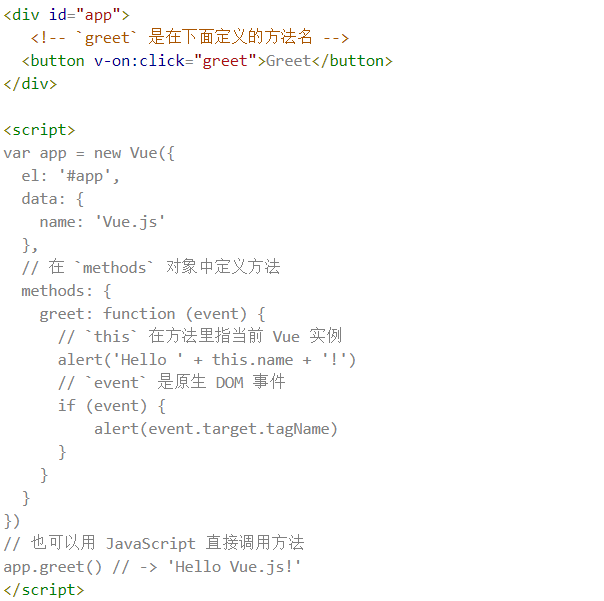 <div id="app">
   <!-- `greet` 是在下面定义的方法名 -->
  <button v-on:click="greet">Greet</button>
</div>

<script>
var app = new Vue({
  el: '#app',
  data: {
    name: 'Vue.js'
  },
  // 在 `methods` 对象中定义方法
  methods: {
    greet: function (event) {
      // `this` 在方法里指当前 Vue 实例
      alert('Hello ' + this.name + '!')
      // `event` 是原生 DOM 事件
      if (event) {
          alert(event.target.tagName)
      }
    }
  }
})
// 也可以用 JavaScript 直接调用方法
app.greet() // -> 'Hello Vue.js!'
</script>